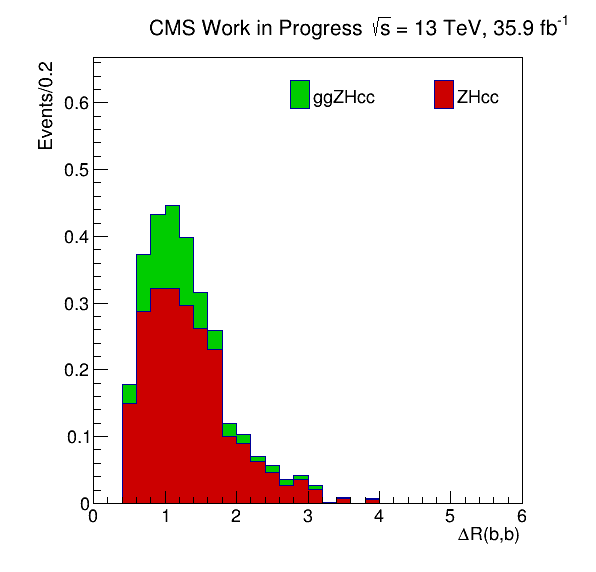 CMS Work in Progress √s = 13 TeV, 35.9 fb⁻¹
Events/0.2
ggZHcc
ZHcc
0.6
0.5
0.4
0.3
0.2
0.1
0
0 1 2 3 4 5 6
ΔR(b,b)